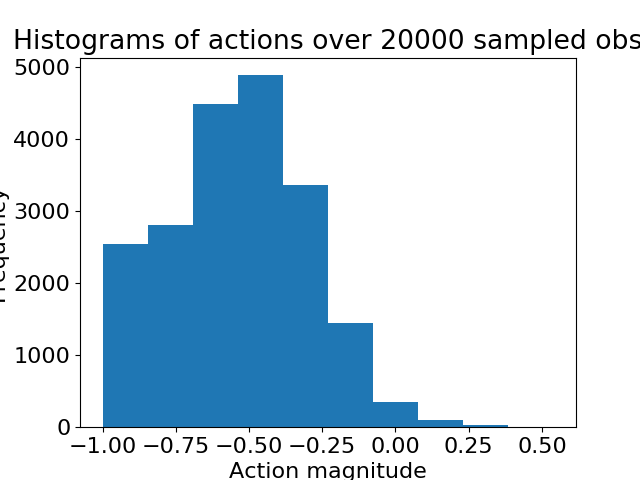 Histograms of actions over 20000 sampled obs
5000
4000
3000
2000
1000
0
Frequency
−1.00 −0.75 −0.50 −0.25 0.00 0.25 0.50
Action magnitude